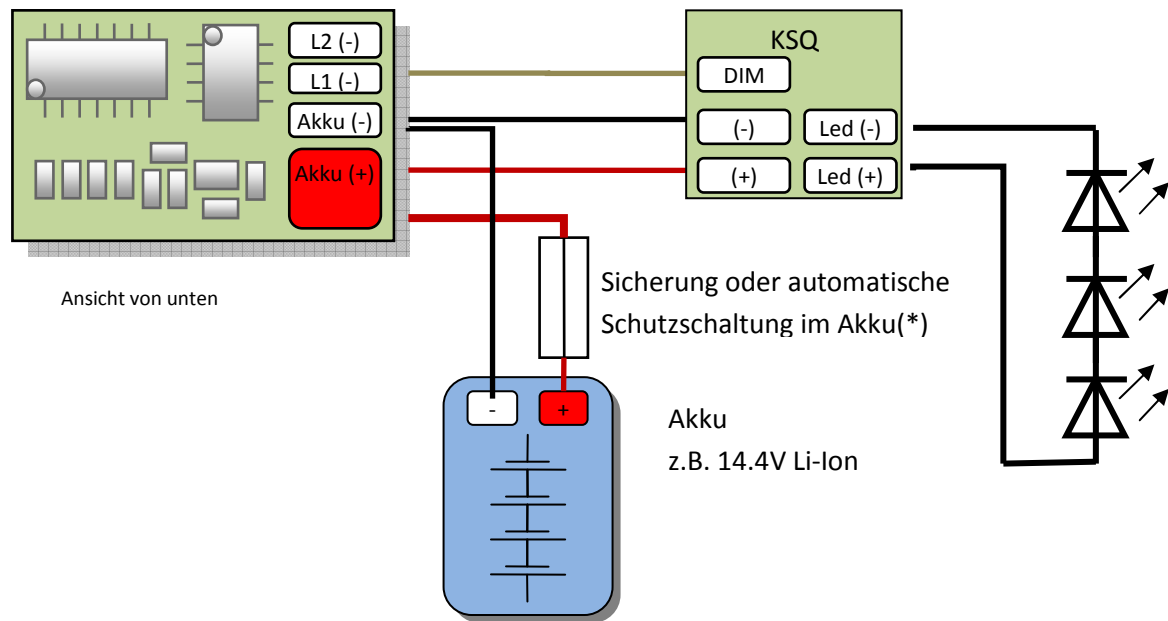 L2 (-)
L1 (-)
Akku (-)
Akku (+)
KSQ
DIM
(-)
Led (-)
(+)
Led (+)
Ansicht von unten
Sicherung oder automatische
Schutzschaltung im Akku(*)
-
+
Akku
z.B. 14.4V Li-Ion